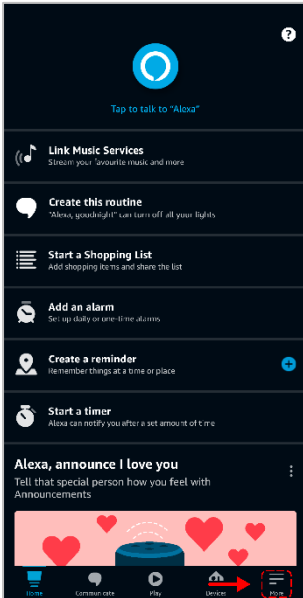 ?
Tap to talk to "Alexa"
Link Music Services
Stream your favourite music and more
Create this routine
"Alexa, goodnight" can turn off all your lights
Start a Shopping List
Add shopping items and share the list
Add an alarm
Set up daily or one-time alarms
Create a reminder
Remember things at a time or place
Start a timer
Alexa can notify you after a set amount of time
Alexa, announce I love you
Tell that special person how you feel with
Announcements
Home
Communicate
Play
Devices
More